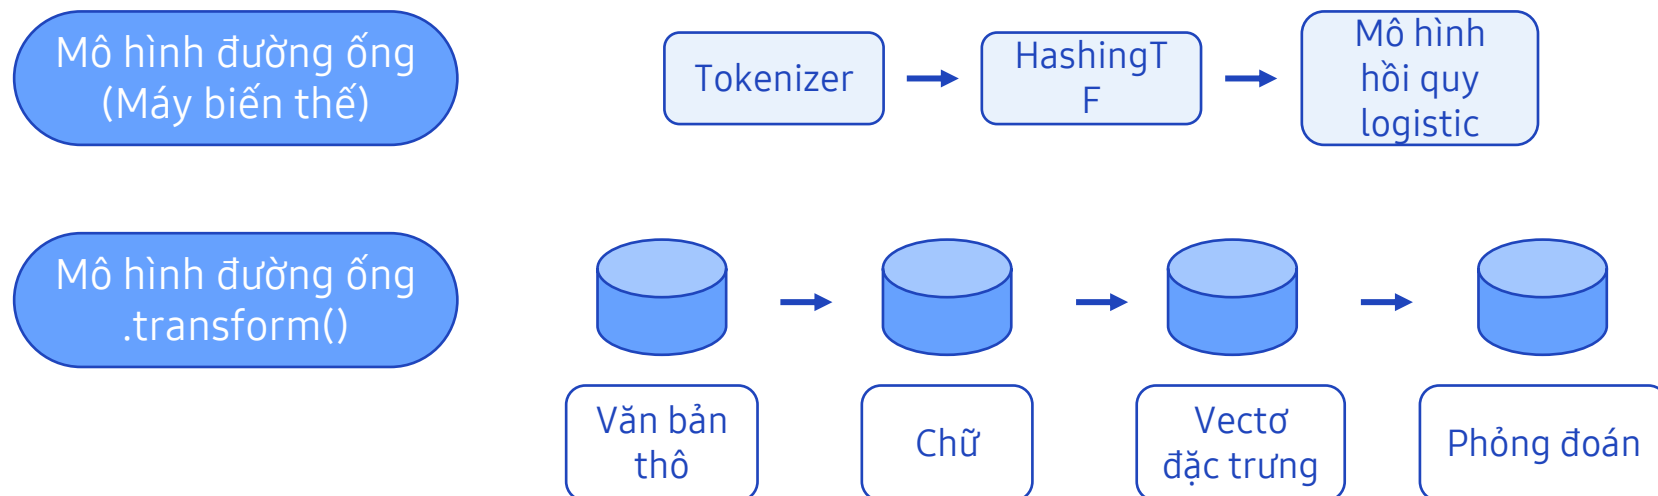 Mô hình đường ống
(Máy biến thế)
Tokenizer
HashingT
F
Mô hình
hồi quy
logistic
Mô hình đường ống
.transform()
Văn bản
thô
Chữ
Vectơ
đặc trưng
Phỏng đoán